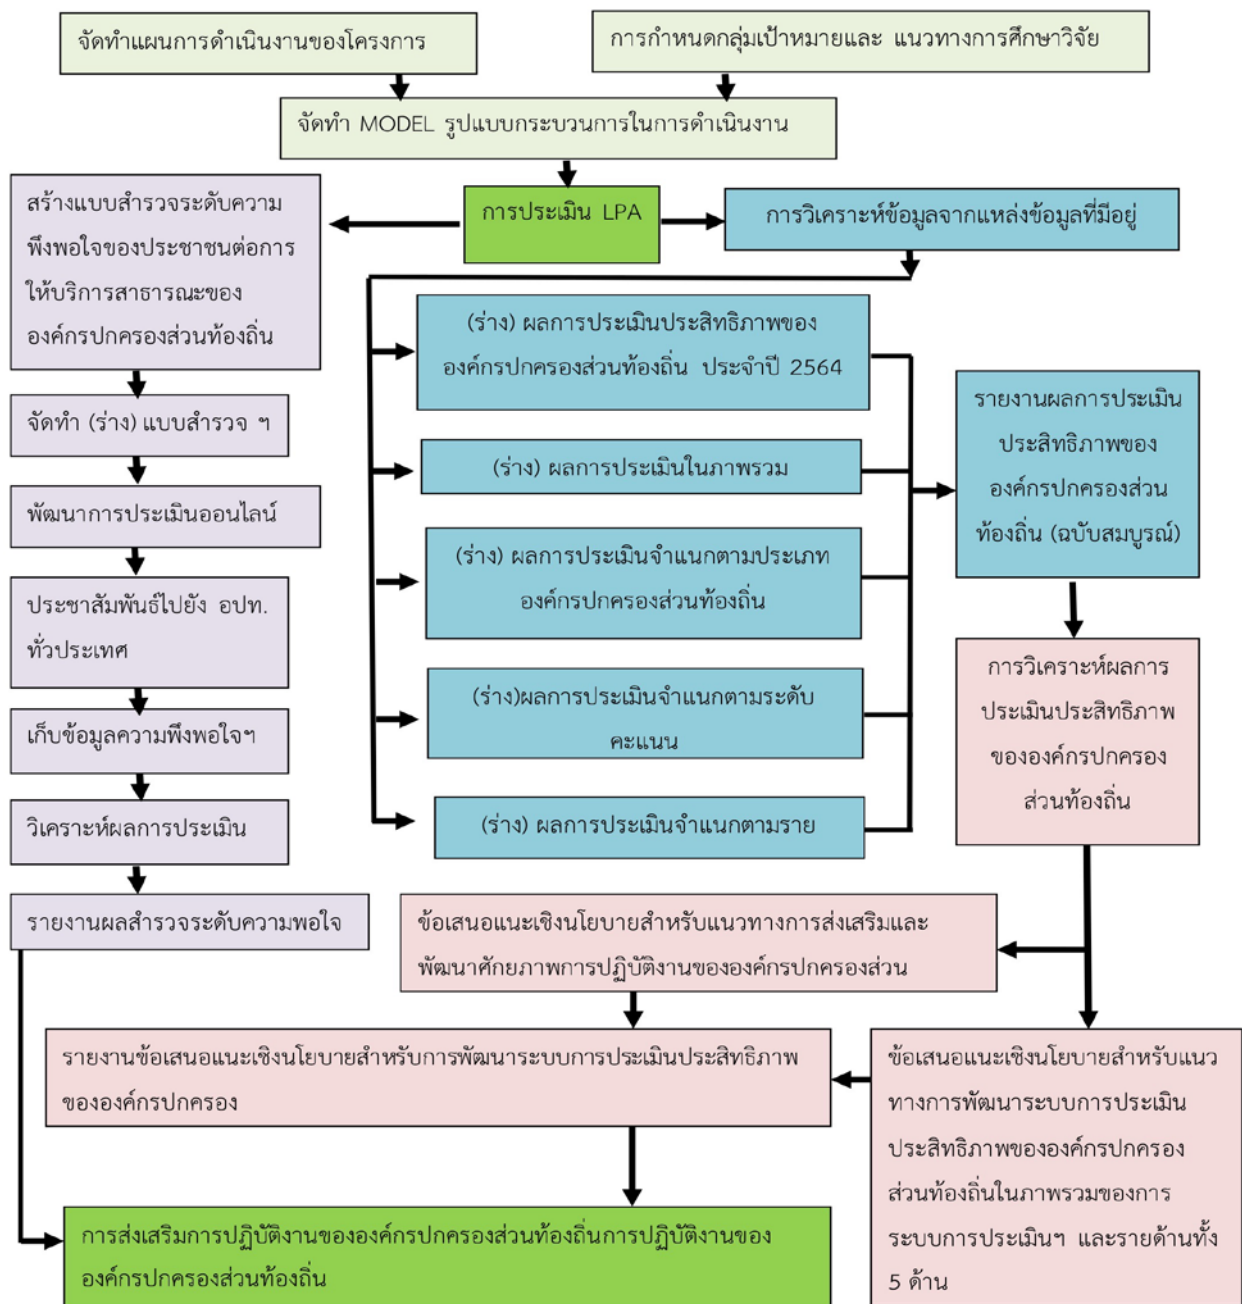 จัดทำแผนการดำเนินงานของโครงการ
การกำหนดกลุ่มเป้าหมายและ แนวทางการศึกษาวิจัย
จัดทำ MODEL รูปแบบกระบวนการในการดำเนินงาน
การประเมิน LPA
สร้างแบบสำรวจระดับความ
พึงพอใจของประชาชนต่อการ
ให้บริการสาธารณะของ
องค์กรปกครองส่วนท้องถิ่น
จัดทำ (ร่าง) แบบสำรวจ ฯ
พัฒนาการประเมินออนไลน์
ประชาสัมพันธ์ไปยัง อปท.
ทั่วประเทศ
เก็บข้อมูลความพึงพอใจฯ
วิเคราะห์ผลการประเมิน
รายงานผลสำรวจระดับความพอใจ
การวิเคราะห์ข้อมูลจากแหล่งข้อมูลที่มีอยู่
(ร่าง) ผลการประเมินประสิทธิภาพของ
องค์กรปกครองส่วนท้องถิ่น ประจำปี 2564
(ร่าง) ผลการประเมินในภาพรวม
(ร่าง) ผลการประเมินจำแนกตามประเภท
องค์กรปกครองส่วนท้องถิ่น
(ร่าง)ผลการประเมินจำแนกตามระดับ
คะแนน
(ร่าง) ผลการประเมินจำแนกตามราย
รายงานผลการประเมิน
ประสิทธิภาพของ
องค์กรปกครองส่วน
ท้องถิ่น (ฉบับสมบูรณ์)
การวิเคราะห์ผลการ
ประเมินประสิทธิภาพ
ขององค์กรปกครอง
ส่วนท้องถิ่น
ข้อเสนอแนะเชิงนโยบายสำหรับแนวทางการส่งเสริมและ
พัฒนาศักยภาพการปฏิบัติงานขององค์กรปกครองส่วน
ข้อเสนอแนะเชิงนโยบายสำหรับแนว
ทางการพัฒนาระบบการประเมิน
ประสิทธิภาพขององค์กรปกครอง
ส่วนท้องถิ่นในภาพรวมของการ
ระบบการประเมินฯ และรายด้านทั้ง
5 ด้าน
รายงานข้อเสนอแนะเชิงนโยบายสำหรับการพัฒนาระบบการประเมินประสิทธิภาพ
ขององค์กรปกครอง
การส่งเสริมการปฏิบัติงานขององค์กรปกครองส่วนท้องถิ่นการปฏิบัติงานของ
องค์กรปกครองส่วนท้องถิ่น